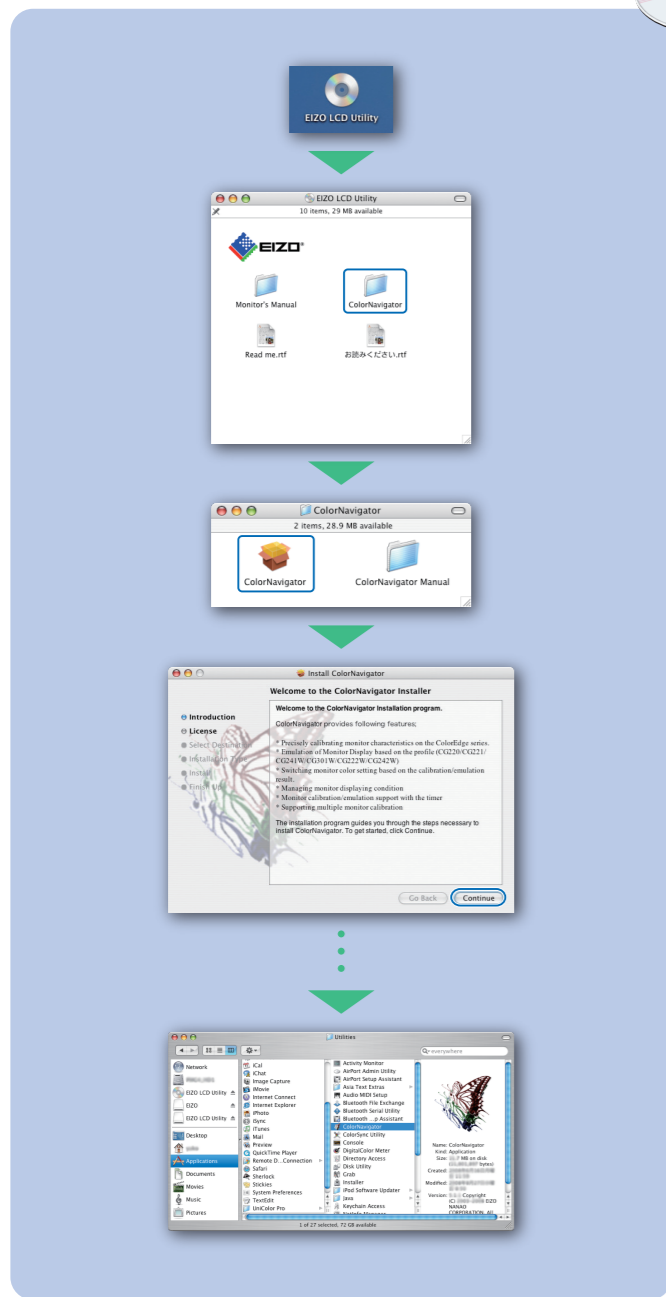 EIZO LCD Utility
EIZO LCD Utility
10 items, 29 MB available
EIZO®
Monitor's Manual
ColorNavigator
Read me.rtf
お読みください.rtf
ColorNavigator
2 items, 28.9 MB available
ColorNavigator
ColorNavigator Manual
Install ColorNavigator
Welcome to the ColorNavigator Installer
Introduction
License
Select Destination
Installation Type
Install
Finish Up
Welcome to the ColorNavigator Installation program.
ColorNavigator provides following features;
* Precisely calibrating monitor characteristics on the ColorEdge series.
* Emulation of Monitor Display based on the profile (CG220/CG221/
CG241W/CG301W/CG222W/CG242W)
* Switching monitor color setting based on the calibration/emulation
result.
* Managing monitor displaying condition
* Monitor calibration/emulation support with the timer
* Supporting multiple monitor calibration
The installation program guides you through the steps necessary to
install ColorNavigator. To get started, click Continue.
Go Back
Continue
Utilities
everywhere
Network
EIZO LCD Utility
EIZO
EIZO LCD Utility
Desktop
Applications
Documents
Movies
Music
Pictures
iCal
iChat
Image Capture
iMovie
Internet Connect
Internet Explorer
iPhoto
iSync
iTunes
Mail
Preview
QuickTime Player
Remote D...Connection
Safari
Sherlock
Stickies
System Preferences
TextEdit
UniColor Pro
Activity Monitor
AirPort Admin Utility
AirPort Setup Assistant
Asia Text Extras
Audio MIDI Setup
Bluetooth File Exchange
Bluetooth Serial Utility
Bluetooth ...p Assistant
ColorNavigator
ColorSync Utility
Console
DigitalColor Meter
Directory Access
Disk Utility
Grab
Installer
iPod Software Updater
Java
Keychain Access
Name: ColorNavigator
Kind: Application
Size: MB on disk
bytes)
Created:
Modified:
Version: Copyright
(C) EIZO
NANAO
CORPORATION, All
1 of 27 selected, 72 GB available